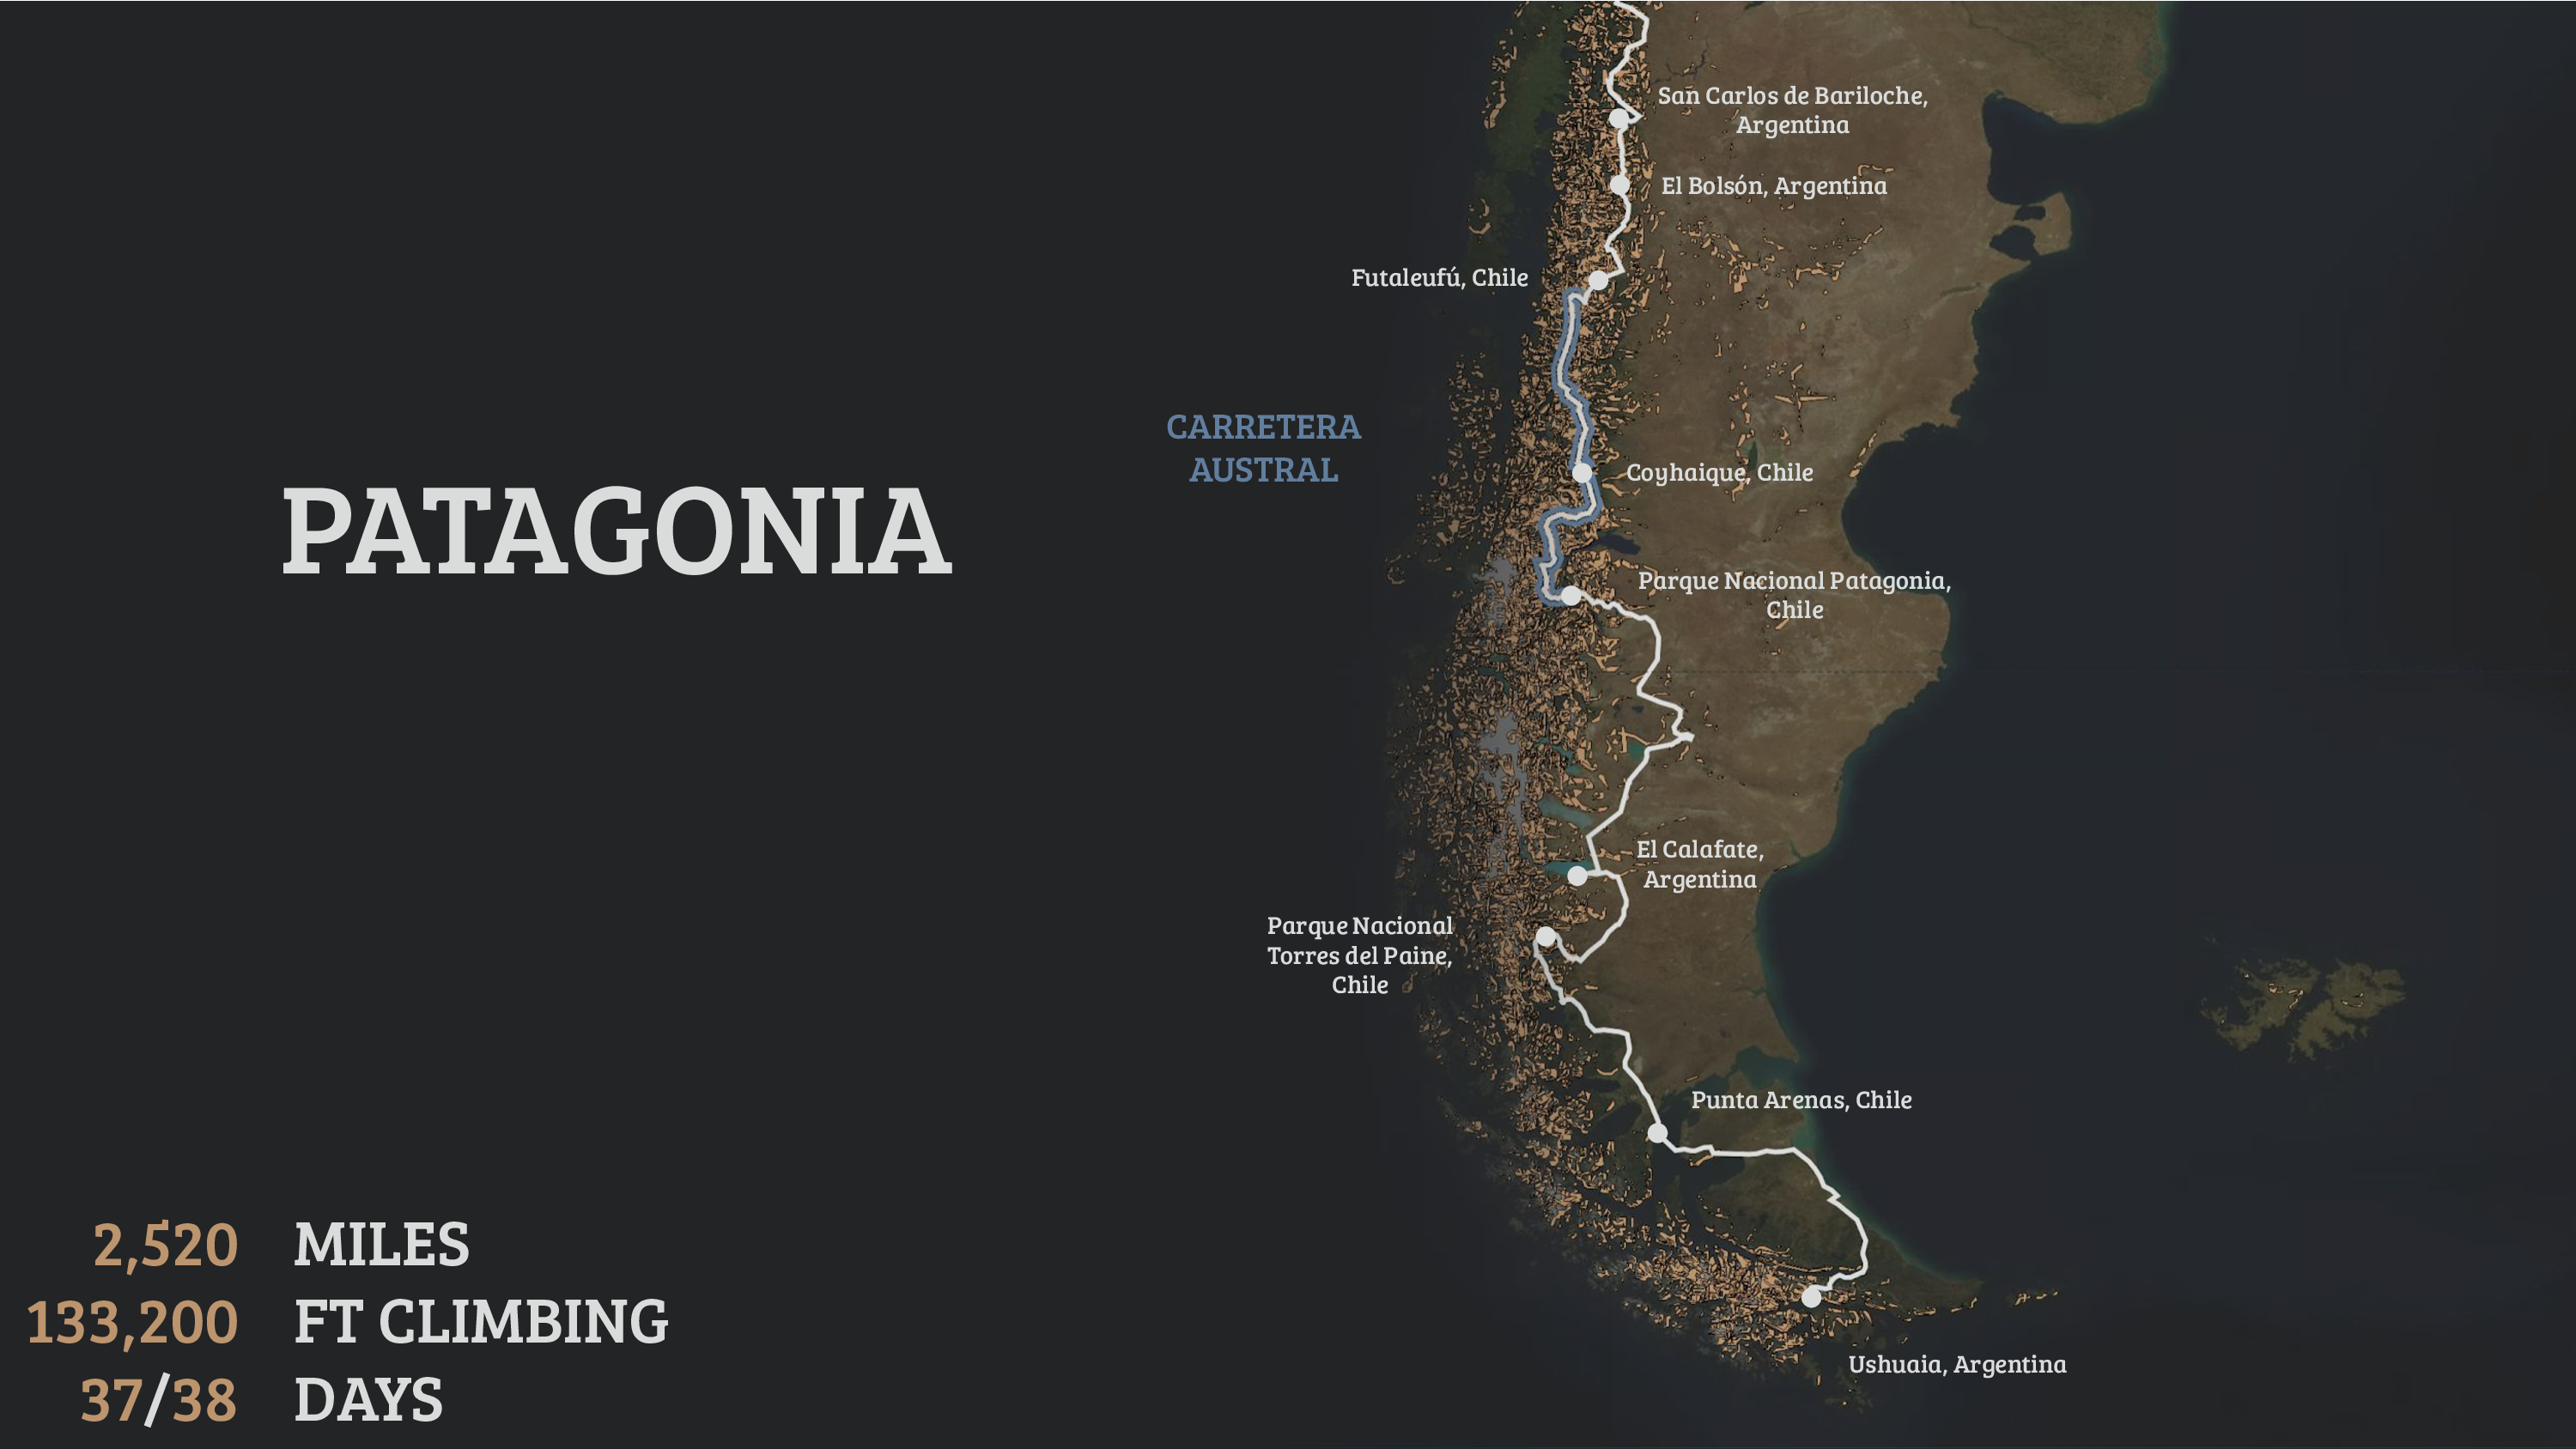 San Carlos de Bariloche,
Argentina
El Bolsón, Argentina
Futaleufú, Chile
CARRETERA
AUSTRAL
Coyhaique, Chile
PATAGONIA
Parque Nacional Patagonia,
Chile
El Calafate,
Argentina
Parque Nacional
Torres del Paine,
Chile
Punta Arenas, Chile
2,520 MILES
133,200 FT CLIMBING
37/38 DAYS
Ushuaia, Argentina